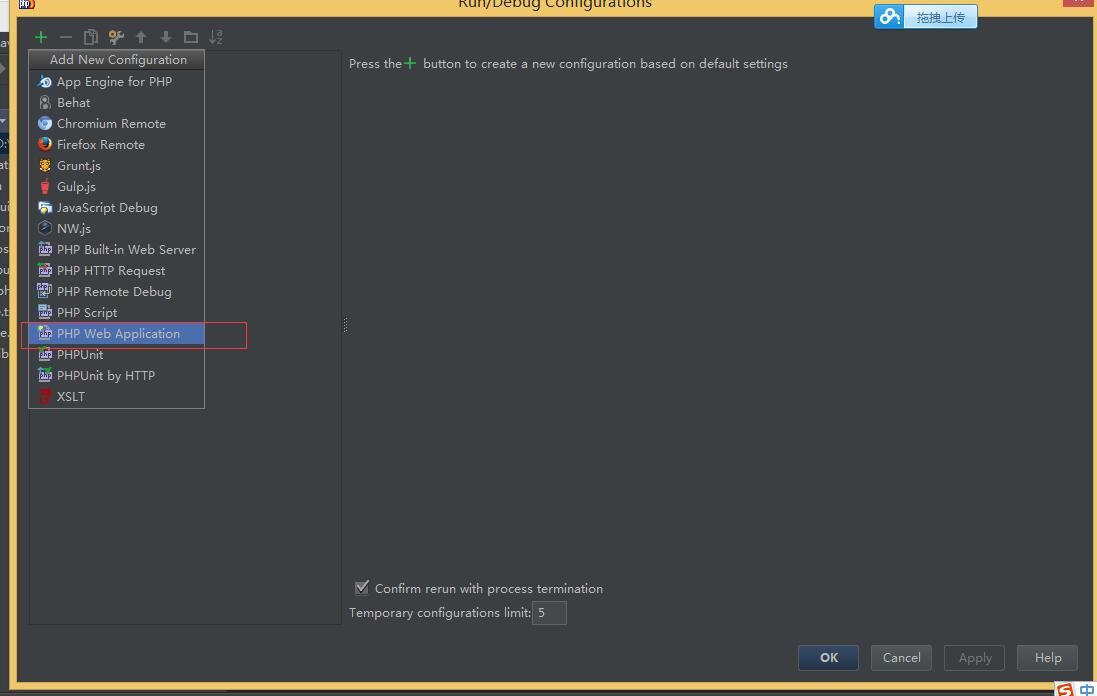 Run/Debug Configurations
拖拽上传
Add New Configuration
Press the + button to create a new configuration based on default settings
App Engine for PHP
Behat
Chromium Remote
Firefox Remote
Grunt.js
Gulp.js
JavaScript Debug
NW.js
PHP Built-in Web Server
PHP HTTP Request
PHP Remote Debug
PHP Script
PHP Web Application
PHPUnit
PHPUnit by HTTP
XSLT
Confirm rerun with process termination
Temporary configurations limit: 5
OK Cancel Apply Help
中